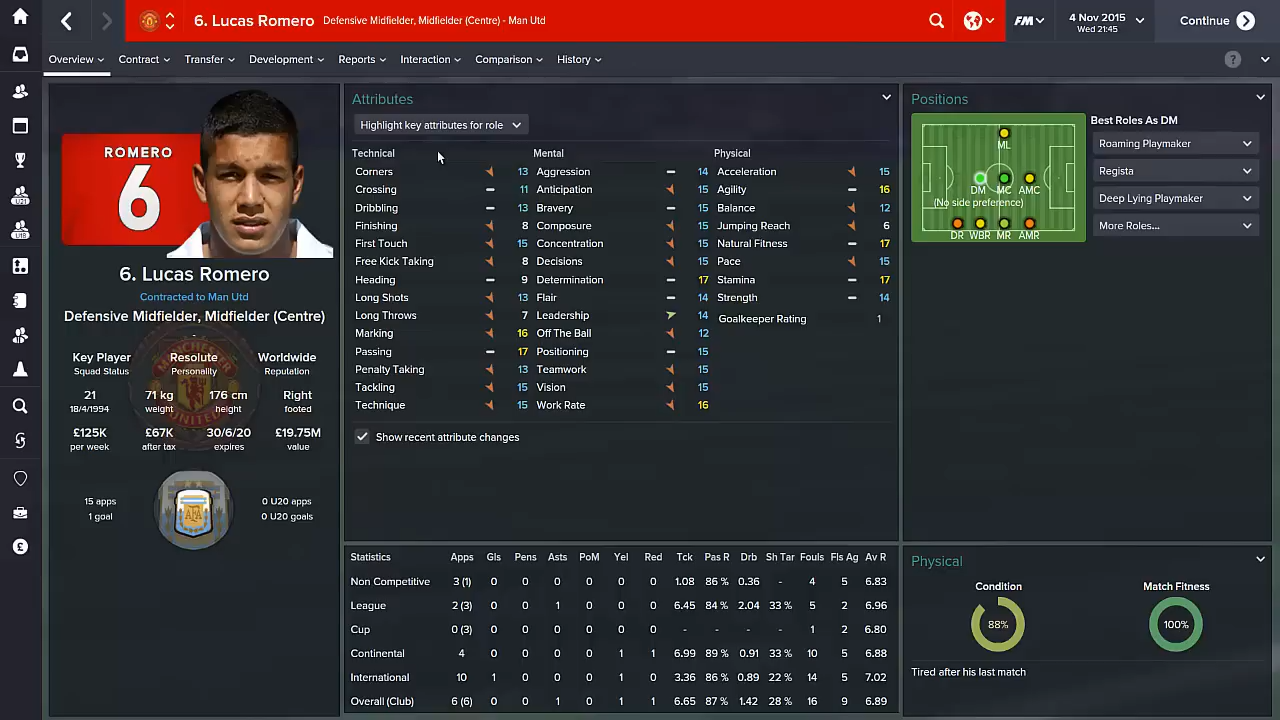 6. Lucas Romero Defensive Midfielder, Midfielder (Centre) - Man Utd
FM
4 Nov 2015
Wed 21:45
Continue
Overview Contract Transfer Development Reports Interaction Comparison History
?
ROMERO
6
6. Lucas Romero
Contracted to Man Utd
Defensive Midfielder, Midfielder (Centre)
Key Player Resolute Worldwide
Squad Status Personality Reputation
21 71 kg 176 cm Right
18/4/1994 weight height footed
£125K £67K 30/6/20 £19.75M
per week after tax expires value
15 apps 0 U20 apps
1 goal 0 U20 goals
AFA
Attributes
Highlight key attributes for role
Technical Mental Physical
Corners 13 Aggression 14 Acceleration 15
Crossing 11 Anticipation 15 Agility 16
Dribbling 13 Bravery 15 Balance 12
Finishing 8 Composure 15 Jumping Reach 6
First Touch 15 Concentration 15 Natural Fitness 17
Free Kick Taking 8 Decisions 15 Pace 15
Heading 9 Determination 17 Stamina 17
Long Shots 13 Flair 14 Strength 14
Long Throws 7 Leadership 14 Goalkeeper Rating 1
Marking 16 Off The Ball 12
Passing 17 Positioning 15
Penalty Taking 13 Teamwork 15
Tackling 15 Vision 15
Technique 15 Work Rate 16
Show recent attribute changes
Positions
ML
DM MC AMC
(No side preference)
DR WBR MR AMR
Best Roles As DM
Roaming Playmaker
Regista
Deep Lying Playmaker
More Roles...
Statistics Apps Gls Pens Asts PoM Yel Red Tck Pas R Drb Sh Tar Fouls Fls Ag Av R
Non Competitive 3 (1) 0 0 0 0 0 0 1.08 86 % 0.36 - 4 5 6.83
League 2 (3) 0 0 1 0 0 0 6.45 84 % 2.04 33 % 5 2 6.96
Cup 0 (3) 0 0 0 0 0 0 - - - - 1 2 6.80
Continental 4 0 0 0 0 1 1 6.99 89 % 0.91 33 % 10 5 6.88
International 10 1 0 0 0 1 0 3.36 86 % 0.89 22 % 14 5 7.02
Overall (Club) 6 (6) 0 0 1 0 1 1 6.65 87 % 1.42 28 % 16 9 6.89
Physical
Condition Match Fitness
88% 100%
Tired after his last match